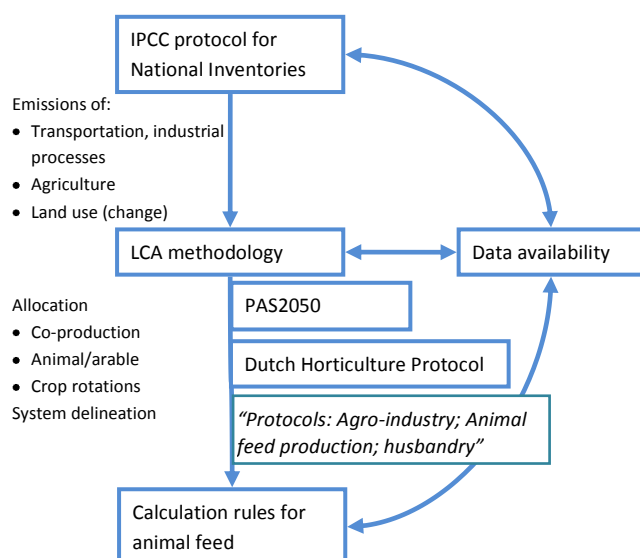 IPCC protocol for
National Inventories
Emissions of:
• Transportation, industrial
processes
• Agriculture
• Land use (change)
LCA methodology
Data availability
PAS2050
Allocation
• Co-production
• Animal/arable
• Crop rotations
System delineation
Dutch Horticulture Protocol
“Protocols: Agro-industry; Animal
feed production; husbandry”
Calculation rules for
animal feed